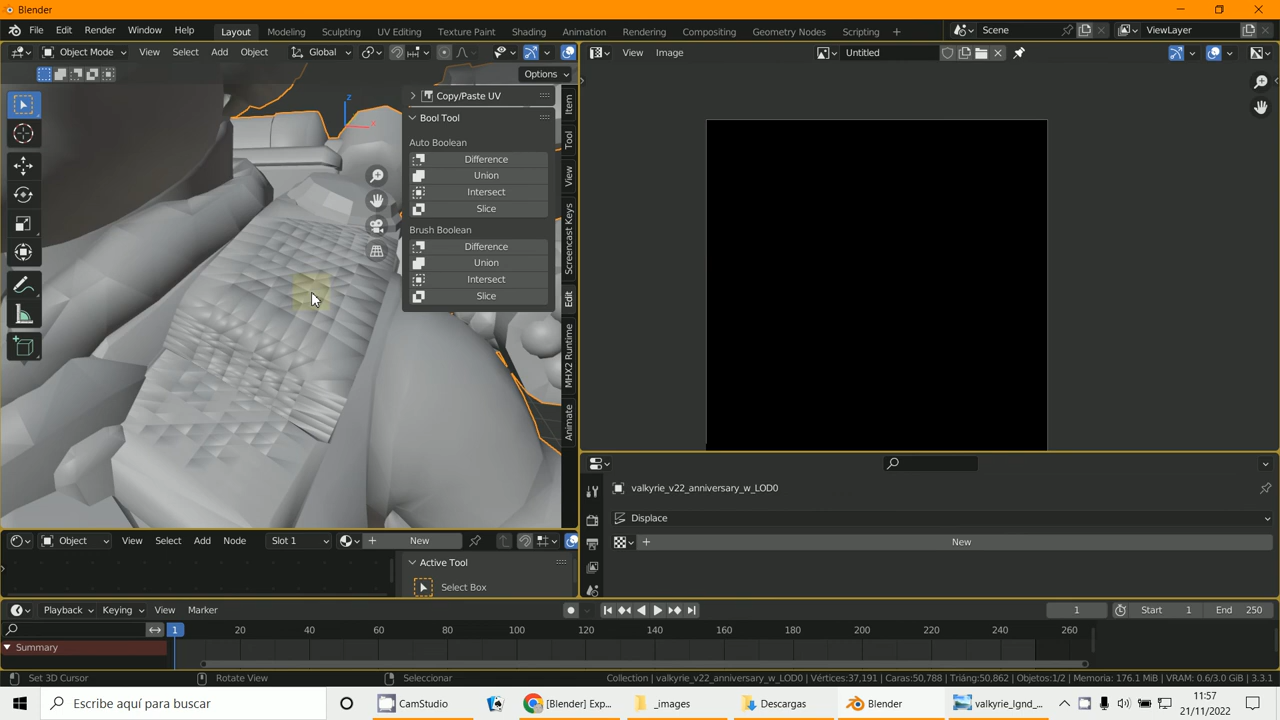 Blender
File Edit Render Window Help Layout Modeling Sculpting UV Editing Texture Paint Shading Animation Rendering Compositing Geometry Nodes Scripting + Scene ViewLayer
Object Mode View Select Add Object Global View Image Untitled
Options
Copy/Paste UV
Bool Tool
Auto Boolean
Difference
Union
Intersect
Slice
Brush Boolean
Difference
Union
Intersect
Slice
Item
Tool
View
Screencast Keys
Edit
MHX2 Runtime
Animate
z
x
valkyrie_v22_anniversary_w_LOD0
Displace
New
Object View Select Add Node Slot 1 New
Active Tool
Select Box
Playback Keying View Marker 1 Start 1 End 250
1 20 40 60 80 100 120 140 160 180 200 220 240 260
Summary
Set 3D Cursor Rotate View Seleccionar Collection | valkyrie_v22_anniversary_w_LOD0 | Vértices:37,191 | Caras:50,788 | Triáng:50,862 | Objetos:1/2 | Memoria: 176.1 MiB | VRAM: 0.6/3.0 GiB | 3.3.1
Escribe aquí para buscar CamStudio [Blender] Exp... _images Descargas Blender valkyrie_lgnd_... 11:57
21/11/2022